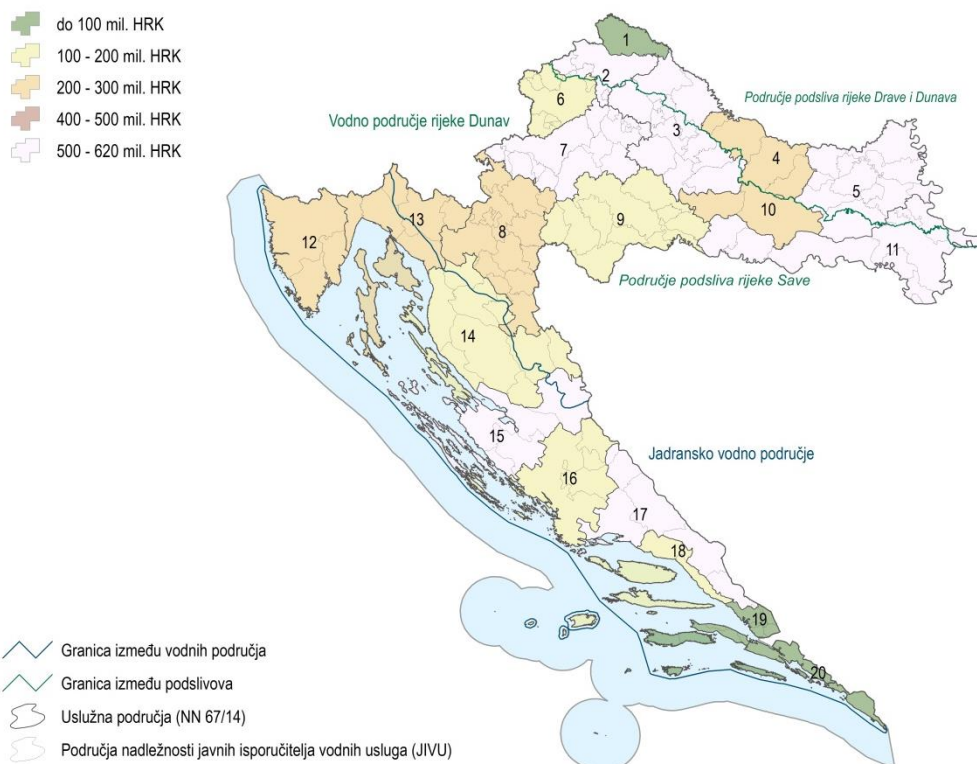 do 100 mil. HRK
100 - 200 mil. HRK
200 - 300 mil. HRK
400 - 500 mil. HRK
500 - 620 mil. HRK
1
2
Područje podsliva rijeke Drave i Dunava
6
Vodno područje rijeke Dunav
3
7
4
5
9
10
13
8
12
11
Područje podsliva rijeke Save
14
15
Jadransko vodno područje
16
17
18
19
20
Granica između vodnih područja
Granica između podslivova
Uslužna područja (NN 67/14)
Područja nadležnosti javnih isporučitelja vodnih usluga (JIVU)